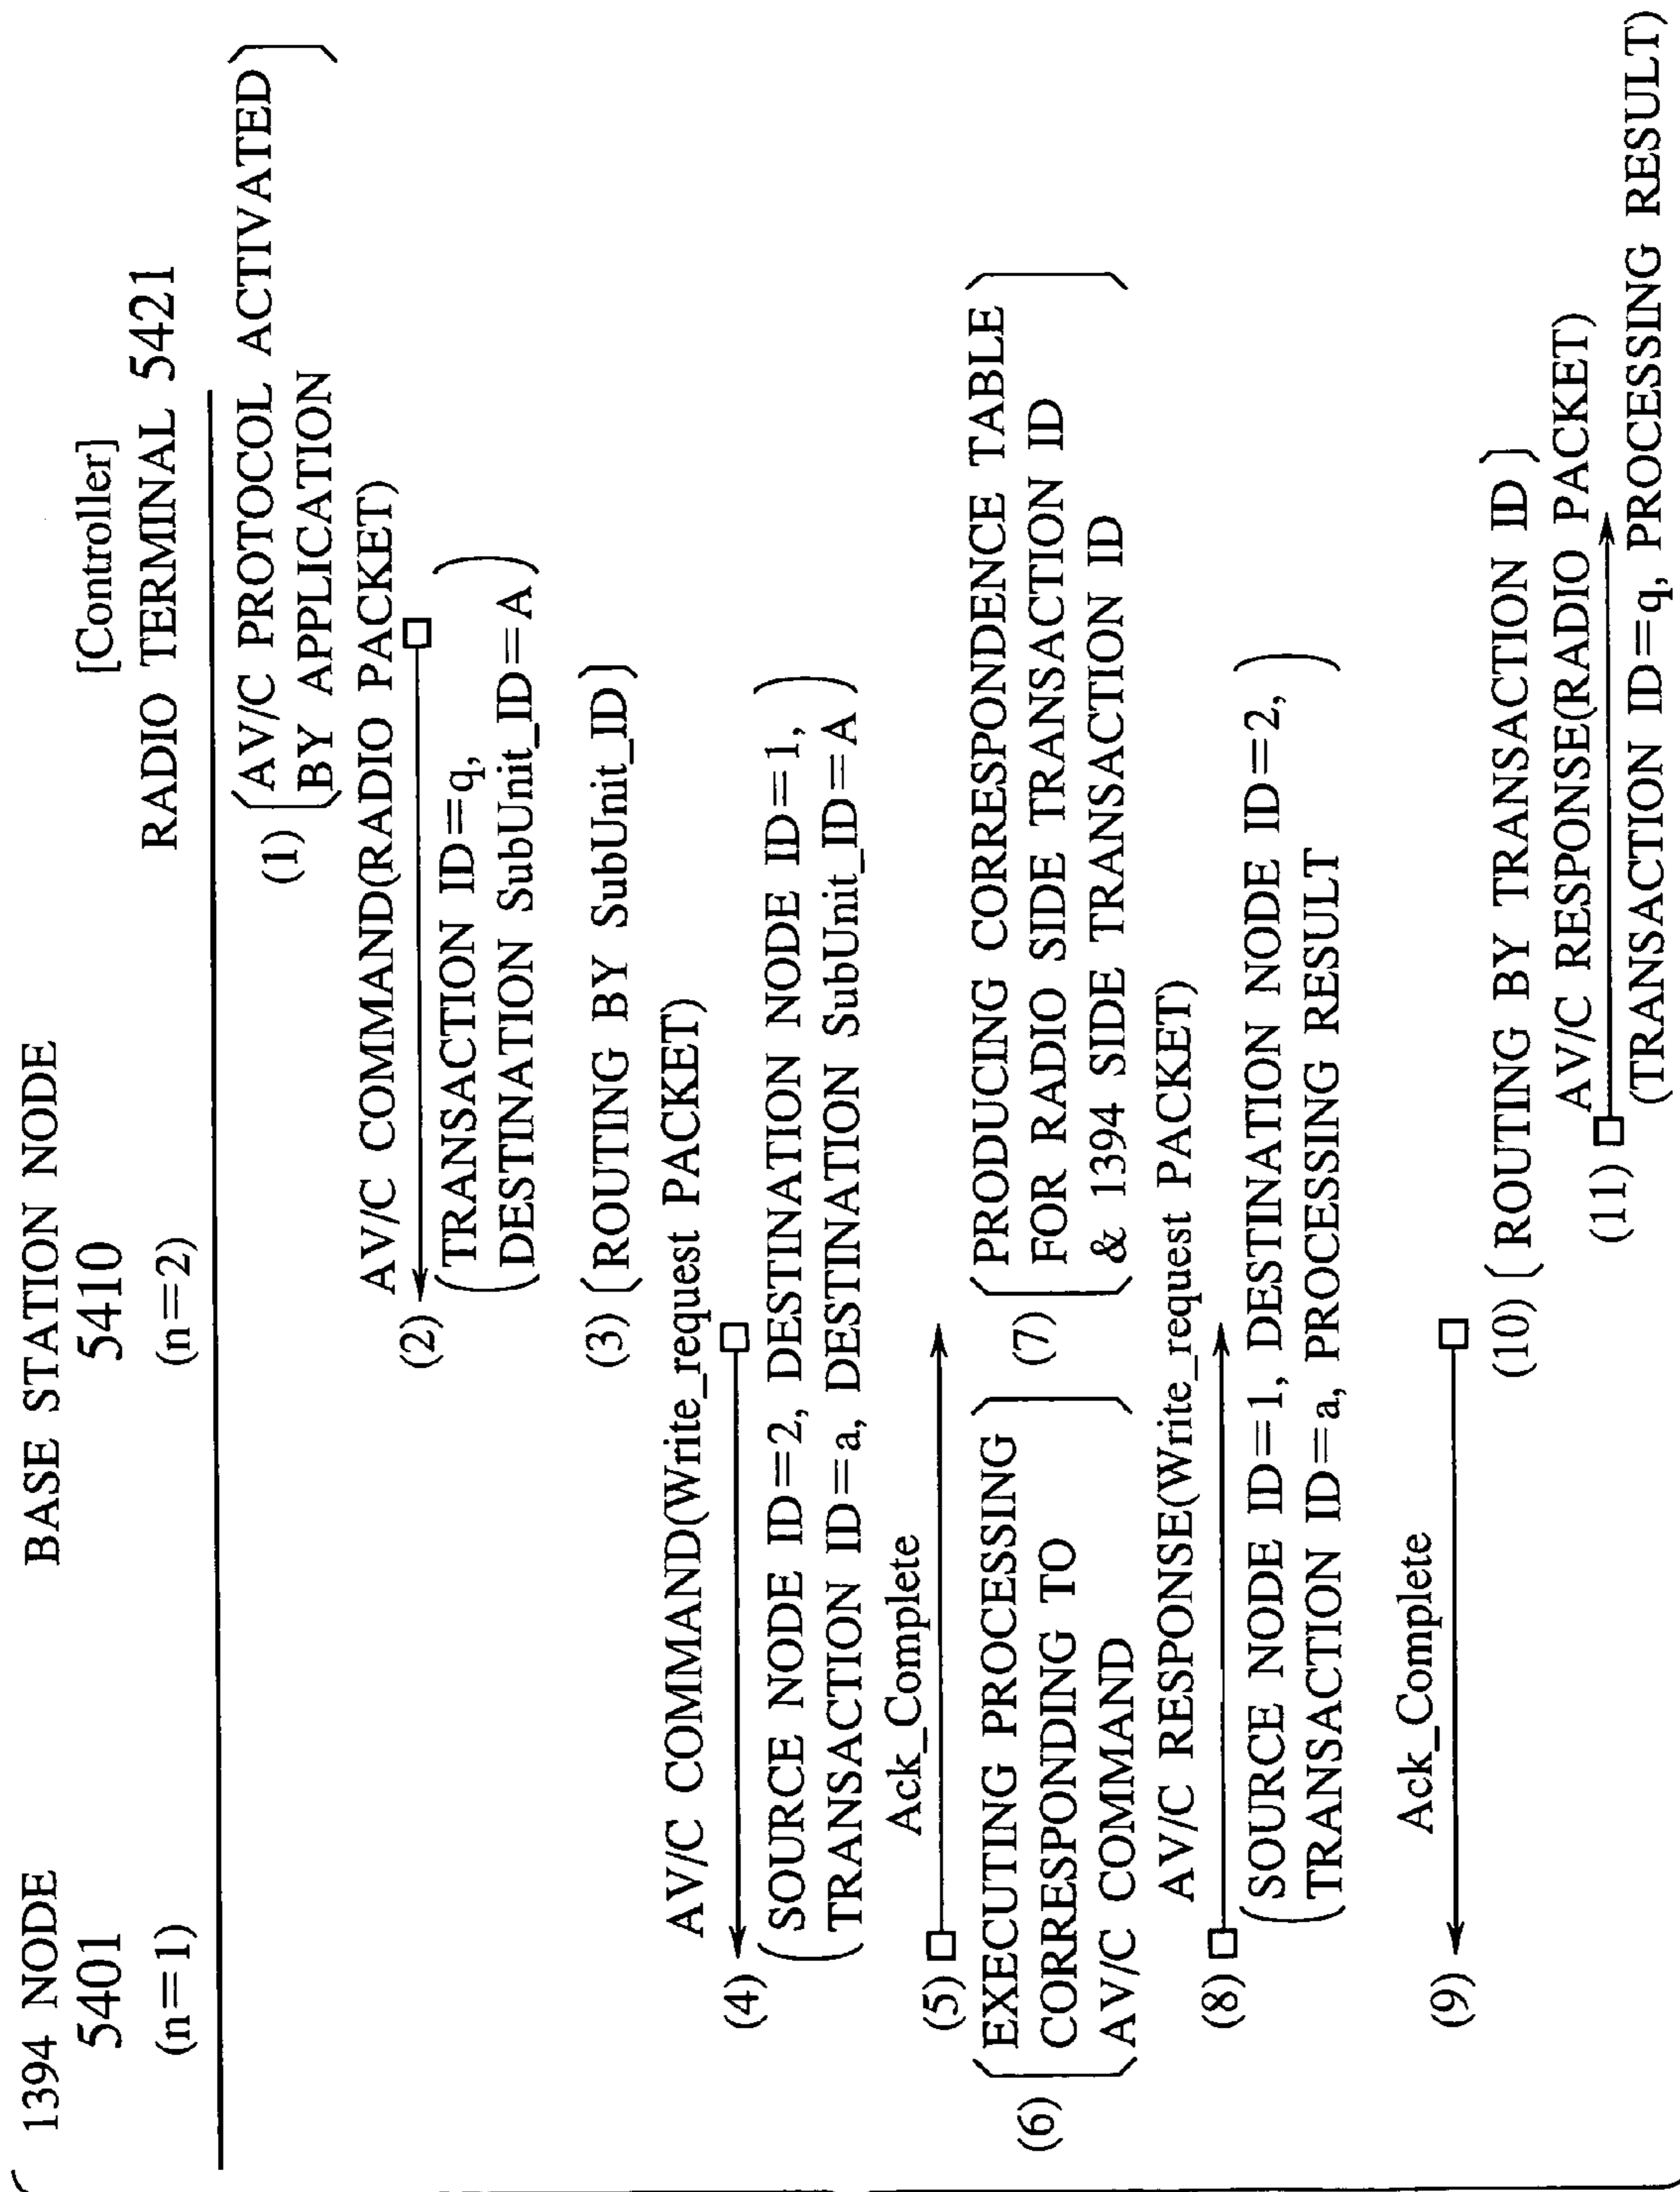 1394 NODE
5401
(n=1)
BASE STATION NODE
5410
(n=2)
[Controller]
RADIO TERMINAL 5421
(1) (AV/C PROTOCOL ACTIVATED)
BY APPLICATION
AV/C COMMAND(RADIO PACKET)
(2)
(TRANSACTION ID=q,
DESTINATION SubUnit_ID=A)
(3) (ROUTING BY SubUnit_ID)
AV/C COMMAND(Write_request PACKET)
(4)
(SOURCE NODE ID=2, DESTINATION NODE ID=1,
TRANSACTION ID=a, DESTINATION SubUnit_ID=A)
Ack_Complete
(5)
(6) (EXECUTING PROCESSING
CORRESPONDING TO
AV/C COMMAND)
(7) (PRODUCING CORRESPONDENCE TABLE
FOR RADIO SIDE TRANSACTION ID
& 1394 SIDE TRANSACTION ID)
AV/C RESPONSE(Write_request PACKET)
(8)
(SOURCE NODE ID=1, DESTINATION NODE ID=2,
TRANSACTION ID=a, PROCESSING RESULT)
Ack_Complete
(9)
(10) (ROUTING BY TRANSACTION ID)
AV/C RESPONSE(RADIO PACKET)
(11)
(TRANSACTION ID=q, PROCESSING RESULT)